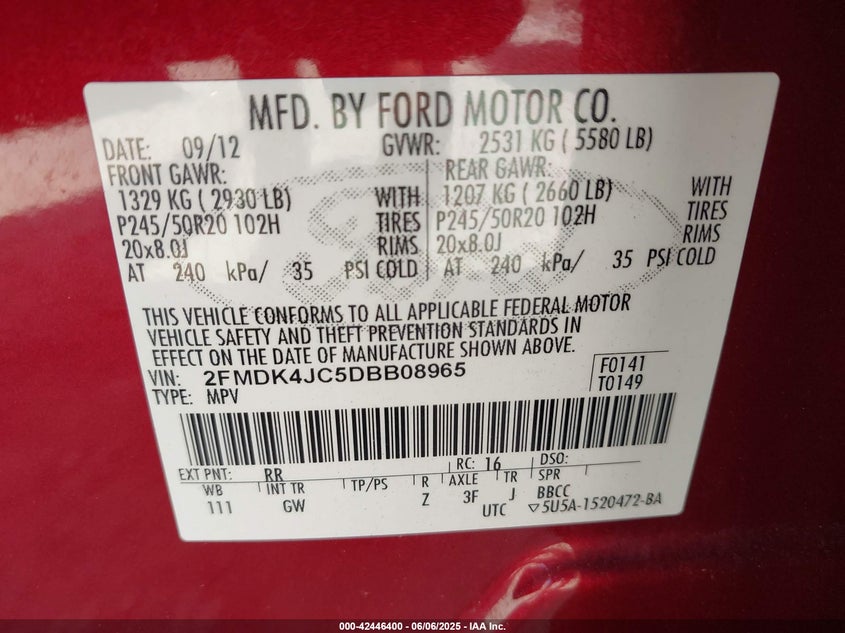 MFD. BY FORD MOTOR CO.
DATE: 09/12 GVWR: 2531 KG ( 5580 LB)
FRONT GAWR: REAR GAWR:
1329 KG ( 2930 LB) WITH 1207 KG ( 2660 LB) WITH
P245/50R20 102H TIRES P245/50R20 102H TIRES
20x8.0J RIMS 20x8.0J RIMS
AT 240 kPa/ 35 PSI COLD AT 240 kPa/ 35 PSI COLD
THIS VEHICLE CONFORMS TO ALL APPLICABLE FEDERAL MOTOR
VEHICLE SAFETY AND THEFT PREVENTION STANDARDS IN
EFFECT ON THE DATE OF MANUFACTURE SHOWN ABOVE.
VIN: 2FMDK4JC5DBB08965 F0141
TYPE: MPV T0149
EXT PNT: RR RC: 16 DSO:
WB INT TR TP/PS R AXLE TR SPR
111 GW Z 3F J BBCC
UTC ▽5U5A-1520472-BA
000-42446400 - 06/06/2025 - IAA Inc.